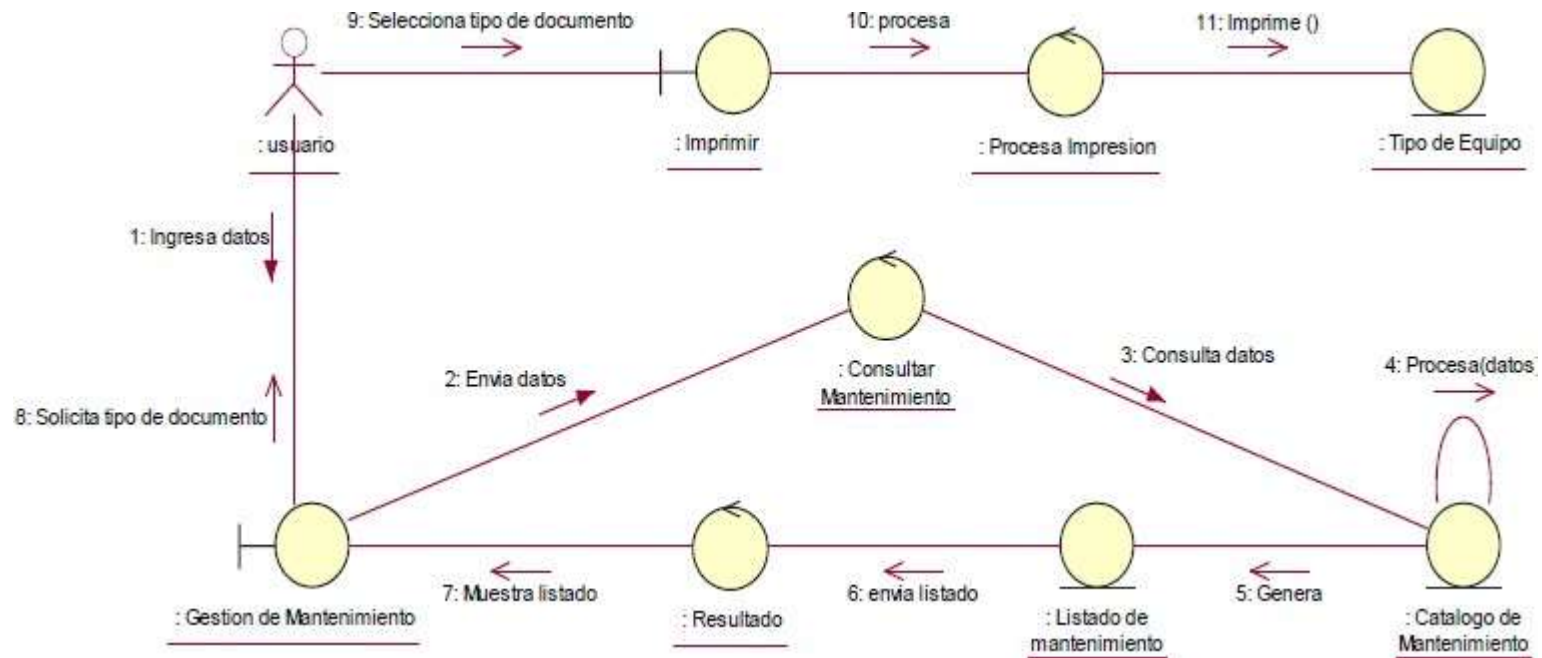 9: Selecciona tipo de documento
10: procesa
11: Imprime ()
: usuario
: Imprimir
: Procesa Impresion
: Tipo de Equipo
1: Ingresa datos
2: Envia datos
: Consultar
Mantenimiento
3: Consulta datos
4: Procesa(datos)
8: Solicita tipo de documento
7: Muestra listado
6: envia listado
5: Genera
: Gestion de Mantenimiento
: Resultado
: Listado de
mantenimiento
: Catalogo de
Mantenimiento